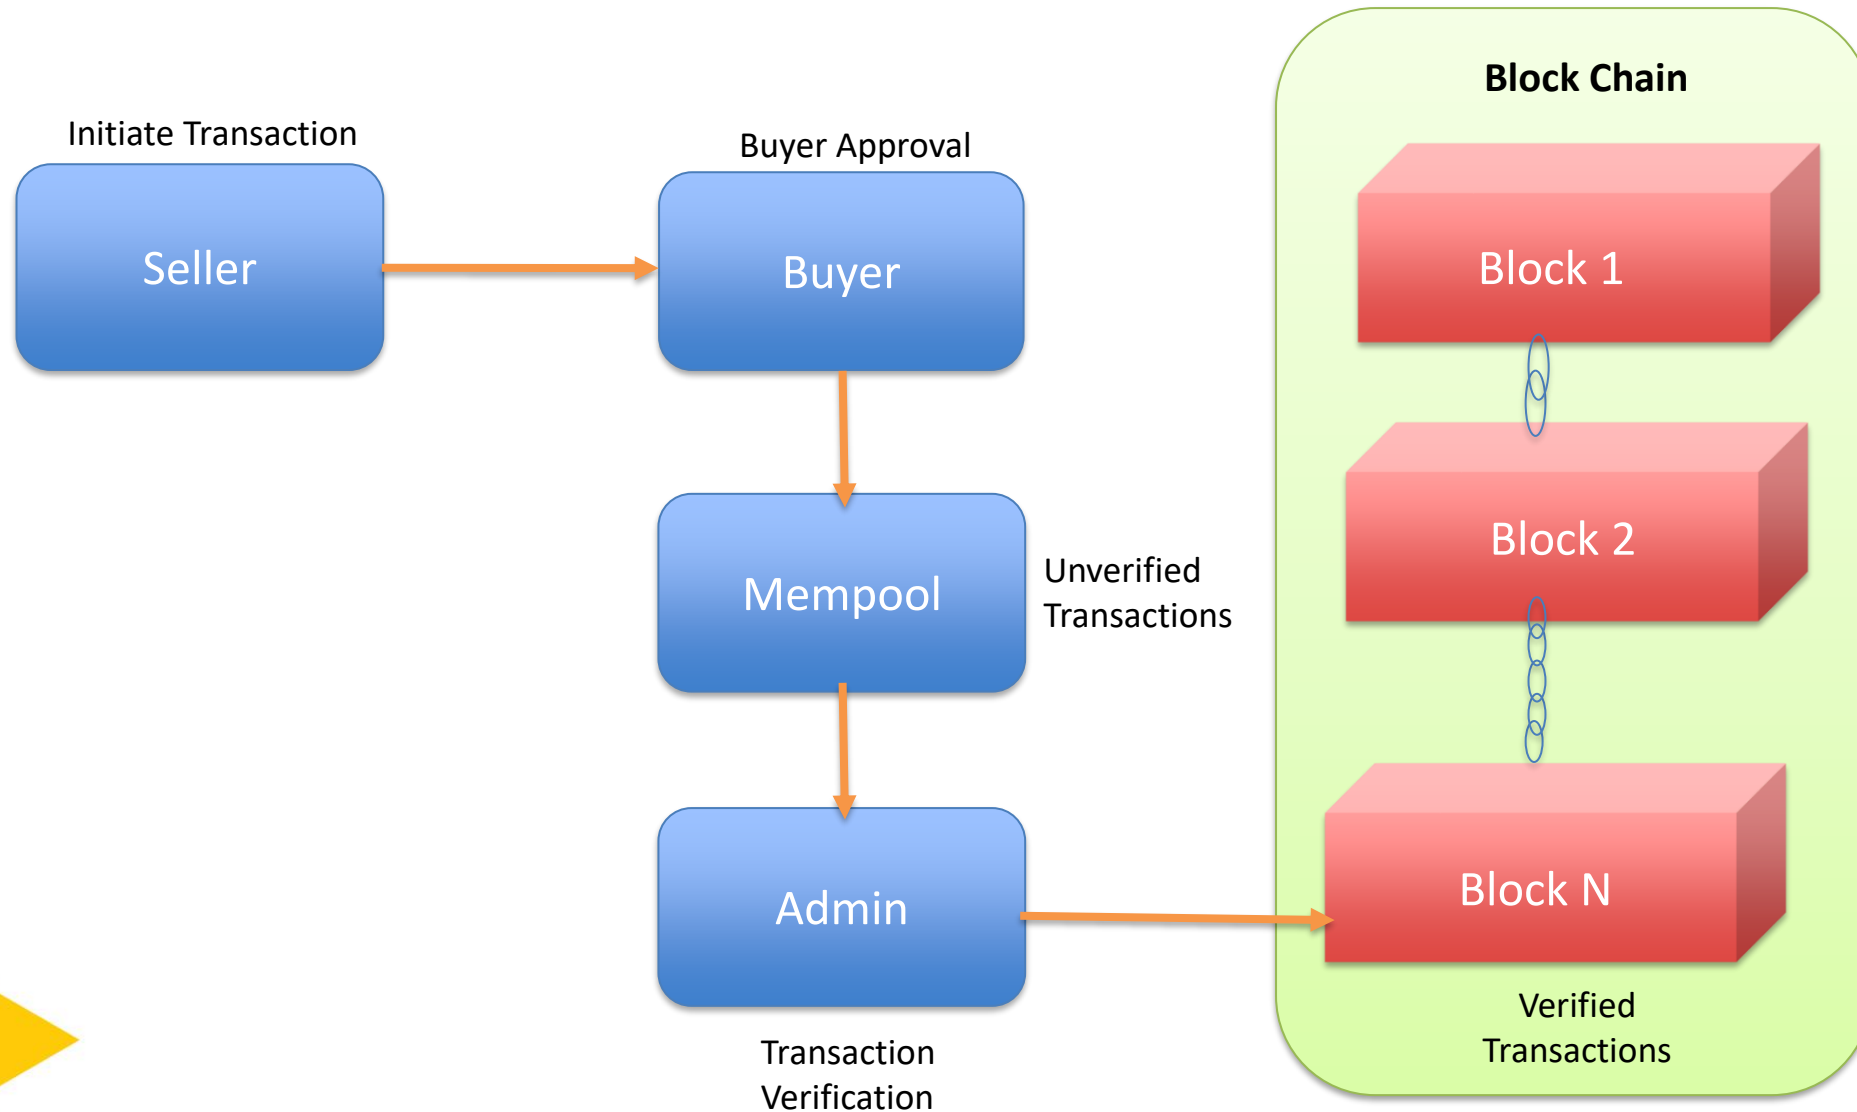 Block Chain
Initiate Transaction
Buyer Approval
Seller
Buyer
Block 1
Block 2
Mempool
Unverified
Transactions
Admin
Block N
Transaction
Verification
Verified
Transactions